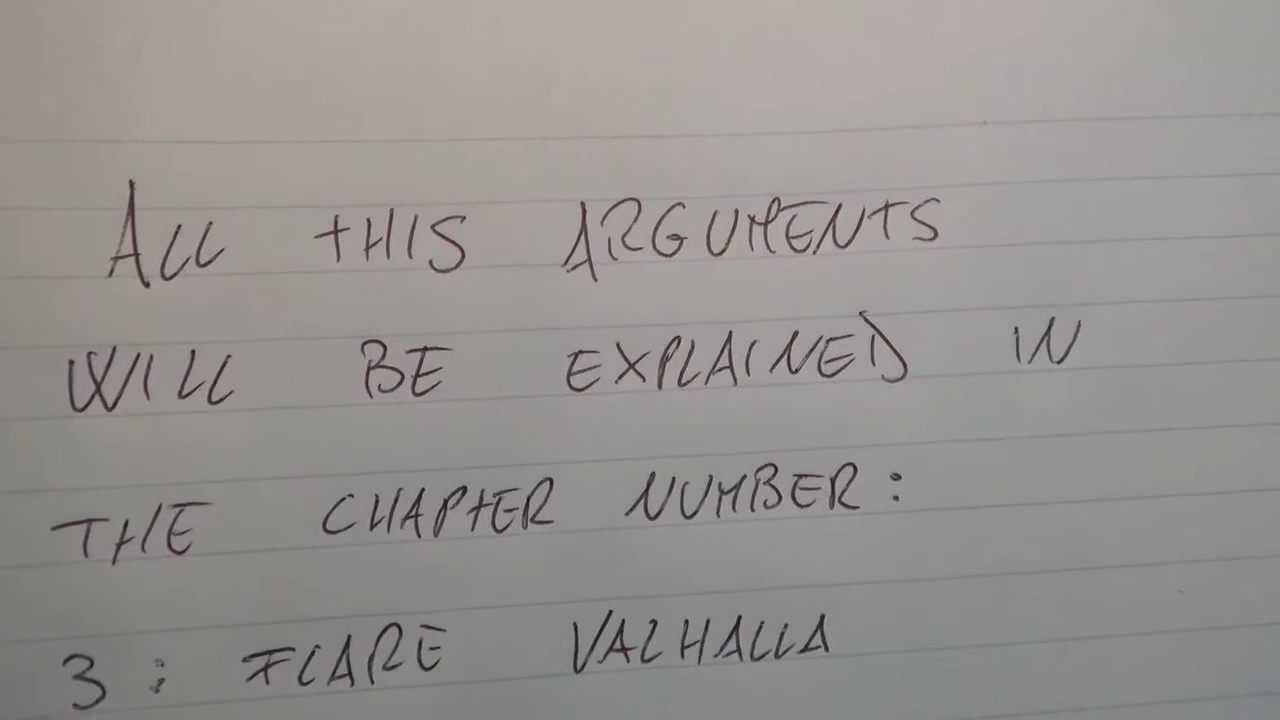 ALL THIS ARGUMENTS
WILL BE EXPLAINED IN
THE CHAPTER NUMBER:
3: FLARE VALHALLA